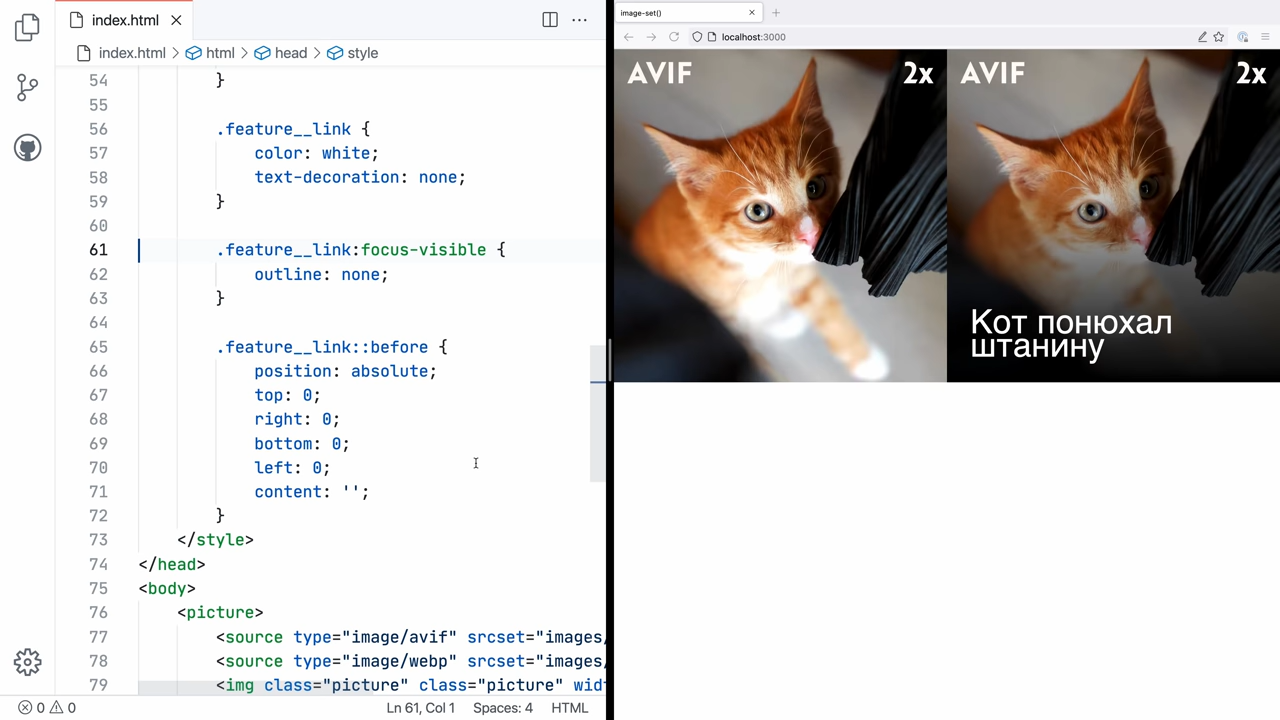 index.html
index.html > html > head > style
54 }
55
56 .feature__link {
57 color: white;
58 text-decoration: none;
59 }
60
61 .feature__link:focus-visible {
62 outline: none;
63 }
64
65 .feature__link::before {
66 position: absolute;
67 top: 0;
68 right: 0;
69 bottom: 0;
70 left: 0;
71 content: '';
72 }
73 </style>
74 </head>
75 <body>
76 <picture>
77 <source type="image/avif" srcset="images/
78 <source type="image/webp" srcset="images/
79 <img class="picture" class="picture" wid
0 0
Ln 61, Col 1
Spaces: 4
HTML
image-set()
localhost:3000
AVIF
2x
AVIF
2x
Кот понюхал
штанину